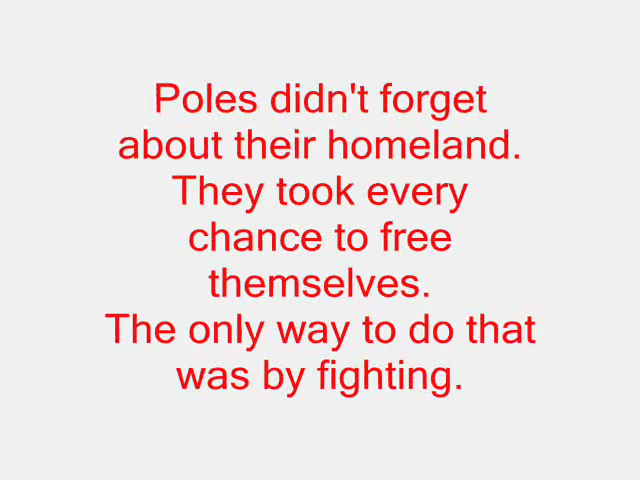 Poles didn't forget
about their homeland.
They took every
chance to free
themselves.
The only way to do that
was by fighting.